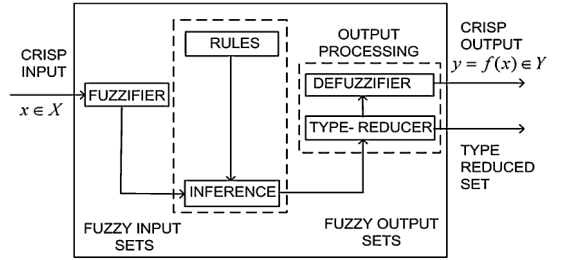 CRISP
INPUT
x ∈ X
FUZZIFIER
FUZZY INPUT
SETS
RULES
INFERENCE
OUTPUT
PROCESSING
DEFUZZIFIER
TYPE- REDUCER
FUZZY OUTPUT
SETS
CRISP
OUTPUT
y = f(x) ∈ Y
TYPE
REDUCED
SET